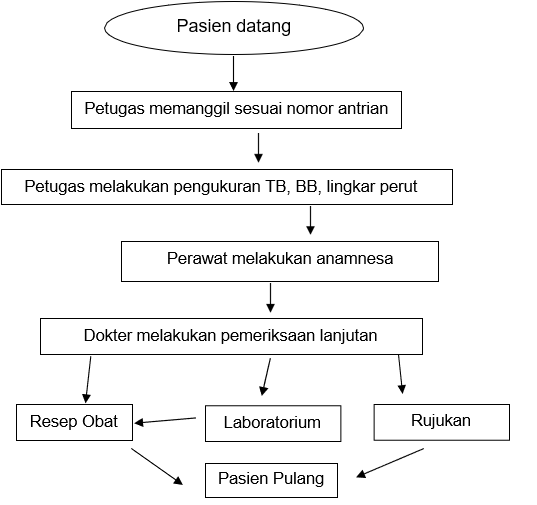 Pasien datang
Petugas memanggil sesuai nomor antrian
Petugas melakukan pengukuran TB, BB, lingkar perut
Perawat melakukan anamnesa
Dokter melakukan pemeriksaan lanjutan
Resep Obat
Laboratorium
Rujukan
Pasien Pulang